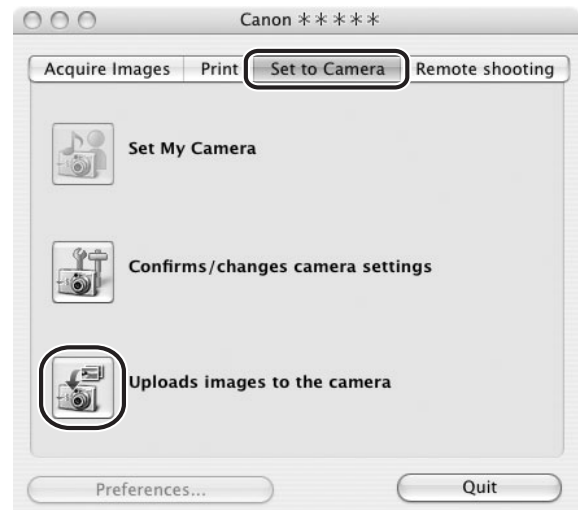 Canon *****
Acquire Images Print Set to Camera Remote shooting
Set My Camera
Confirms/changes camera settings
Uploads images to the camera
Preferences... Quit